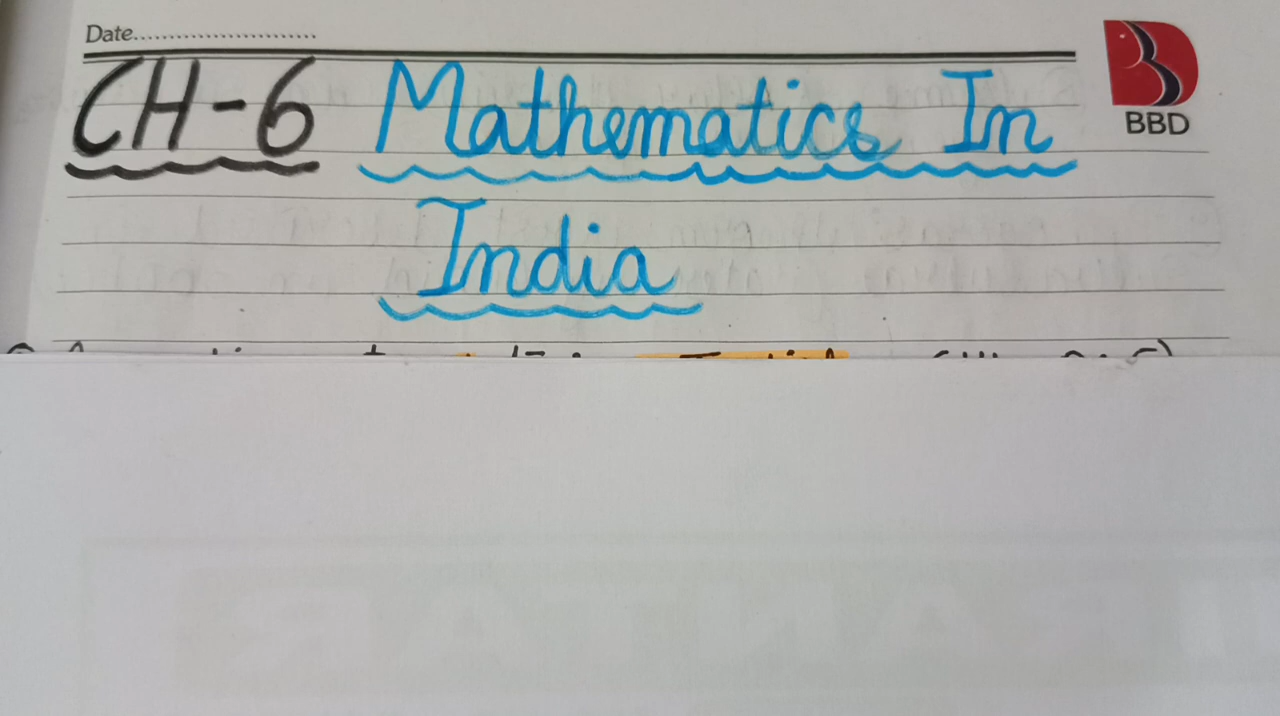 Date..........................
CH-6 Mathematics In
BBD
India